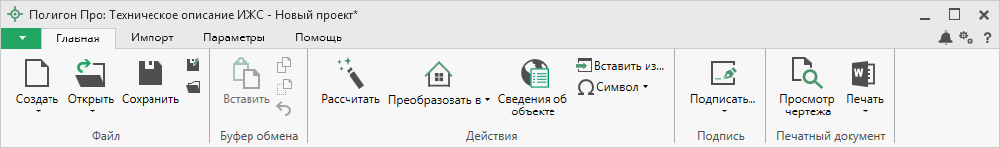 Полигон Про: Техническое описание ИЖС - Новый проект*
Главная Импорт Параметры Помощь
?
Создать Открыть Сохранить
Вставить
Рассчитать Преобразовать в Сведения об объекте
Вставить из...
Ω Символ
Подписать...
Просмотр чертежа
W Печать
Файл Буфер обмена Действия Подпись Печатный документ